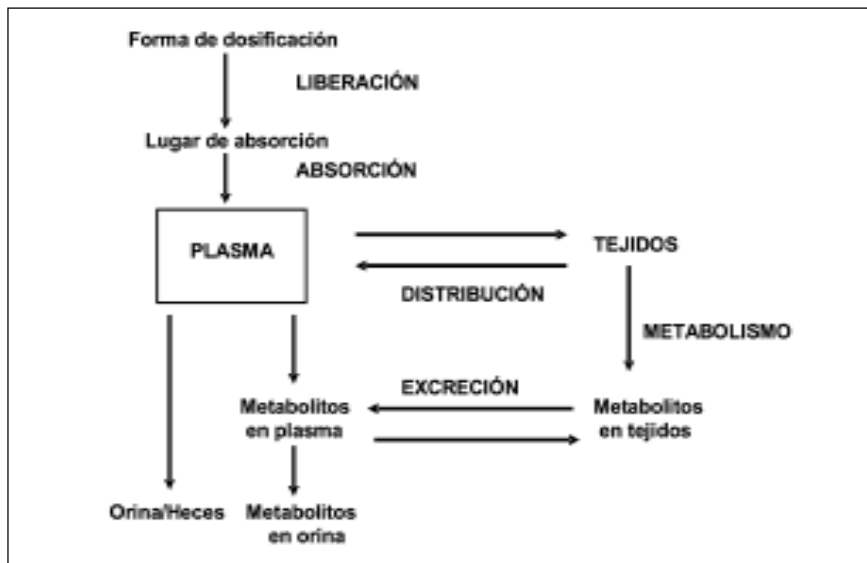 Forma de dosificación
LIBERACIÓN
Lugar de absorción
ABSORCIÓN
PLASMA
TEJIDOS
DISTRIBUCIÓN
METABOLISMO
EXCRECIÓN
Metabolitos
en plasma
Metabolitos
en tejidos
Orina/Heces
Metabolitos
en orina